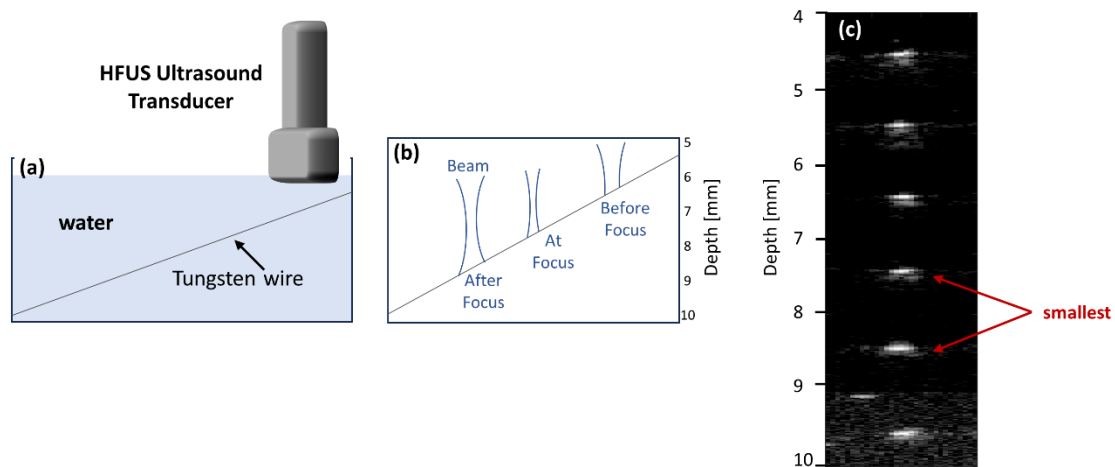 HFUS Ultrasound
Transducer
(a)
water
Tungsten wire
(b)
Beam
After
Focus
At
Focus
Before
Focus
5
6
7
8
9
10
Depth [mm]
(c)
4
5
6
7
8
9
10
Depth [mm]
smallest